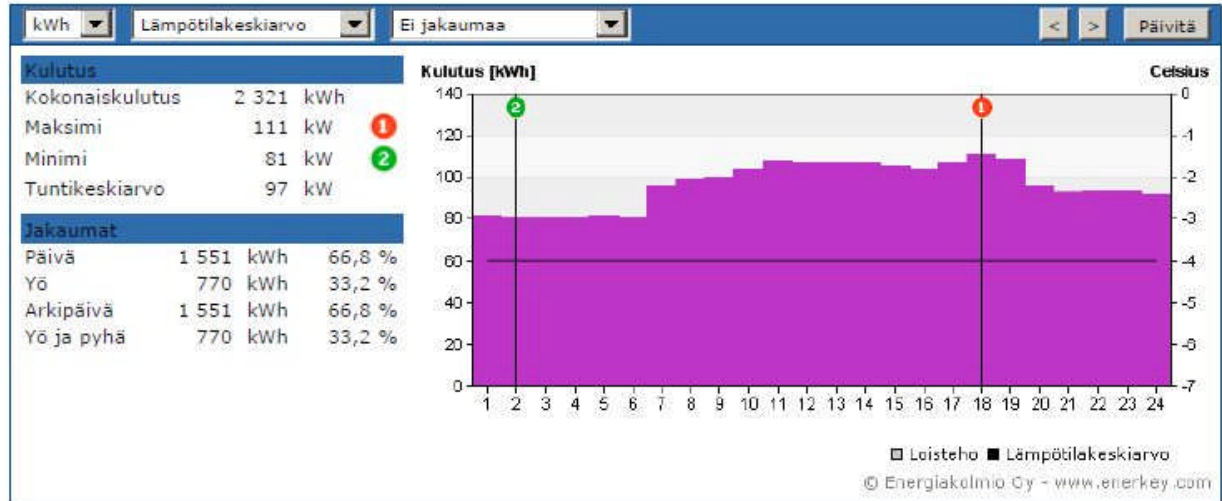 kWh Lämpötilakeskiarvo Ei jakaumaa < > Päivitä
Kulutus
Kokonaiskulutus 2 321 kWh
Maksimi 111 kW 1
Minimi 81 kW 2
Tuntikeskiarvo 97 kW
Jakaumat
Päivä 1 551 kWh 66,8 %
Yö 770 kWh 33,2 %
Arkipäivä 1 551 kWh 66,8 %
Yö ja pyhä 770 kWh 33,2 %
Kulutus [kWh] Celsius
2 1
140 0
120 -1
100 -2
80 -3
60 -4
40 -5
20 -6
0 -7
1 2 3 4 5 6 7 8 9 10 11 12 13 14 15 16 17 18 19 20 21 22 23 24
Loisteho Lämpötilakeskiarvo
© Energiakolmio Oy - www.enerkey.com